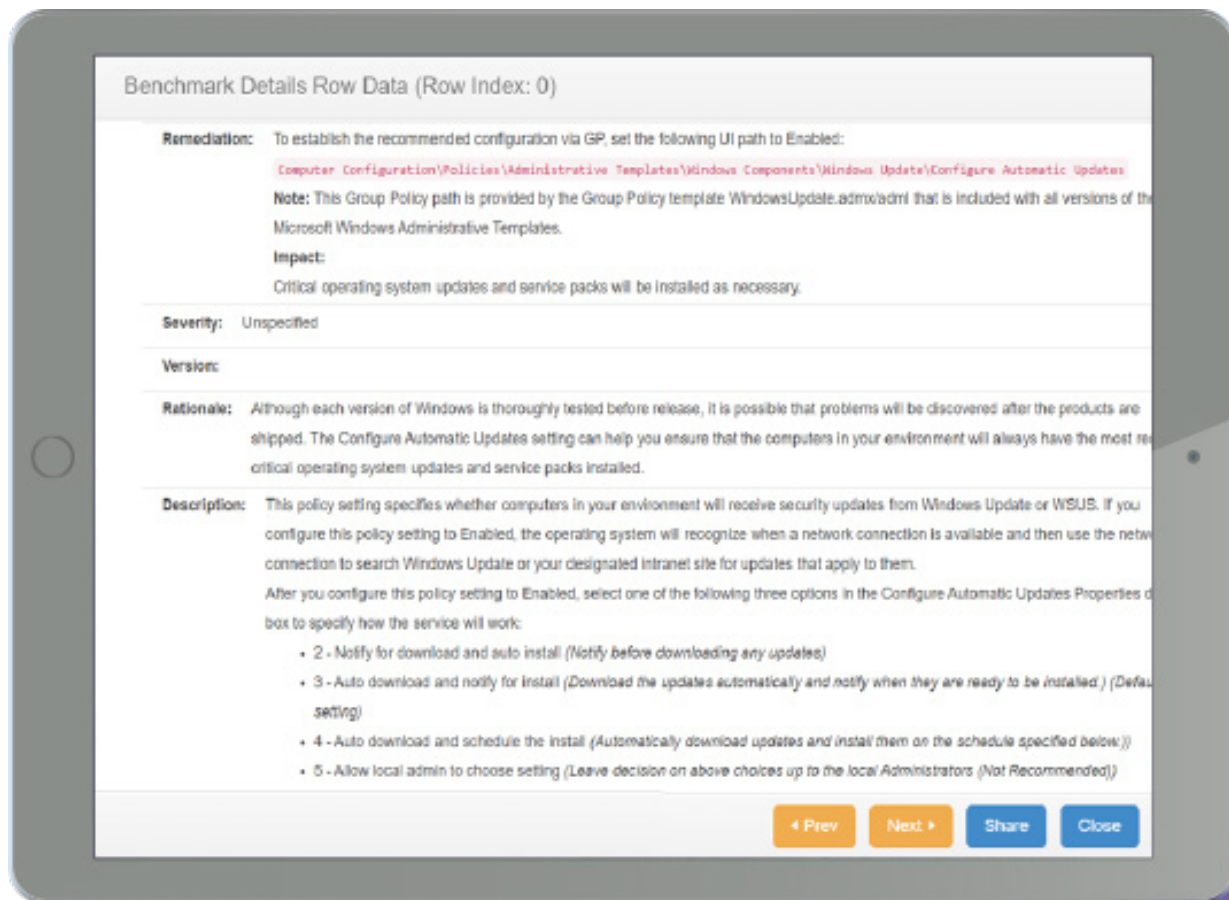 Benchmark Details Row Data (Row Index: 0)
Remediation: To establish the recommended configuration via GP, set the following UI path to Enabled:
Computer Configuration\Policies\Administrative Templates\Windows Components\Windows Update\Configure Automatic Updates
Note: This Group Policy path is provided by the Group Policy template WindowsUpdate.admx/adml that is included with all versions of the
Microsoft Windows Administrative Templates.
Impact:
Critical operating system updates and service packs will be installed as necessary.
Severity: Unspecified
Version:
Rationale: Although each version of Windows is thoroughly tested before release, it is possible that problems will be discovered after the products are
shipped. The Configure Automatic Updates setting can help you ensure that the computers in your environment will always have the most re
critical operating system updates and service packs installed.
Description: This policy setting specifies whether computers in your environment will receive security updates from Windows Update or WSUS. If you
configure this policy setting to Enabled, the operating system will recognize when a network connection is available and then use the netw
connection to search Windows Update or your designated intranet site for updates that apply to them.
After you configure this policy setting to Enabled, select one of the following three options in the Configure Automatic Updates Properties d
box to specify how the service will work:
• 2 - Notify for download and auto install (Notify before downloading any updates)
• 3 - Auto download and notify for install (Download the updates automatically and notify when they are ready to be installed.) (Defau
setting)
• 4 - Auto download and schedule the install (Automatically download updates and install them on the schedule specified below.))
• 5 - Allow local admin to choose setting (Leave decision on above choices up to the local Administrators (Not Recommended))
Prev Next Share Close